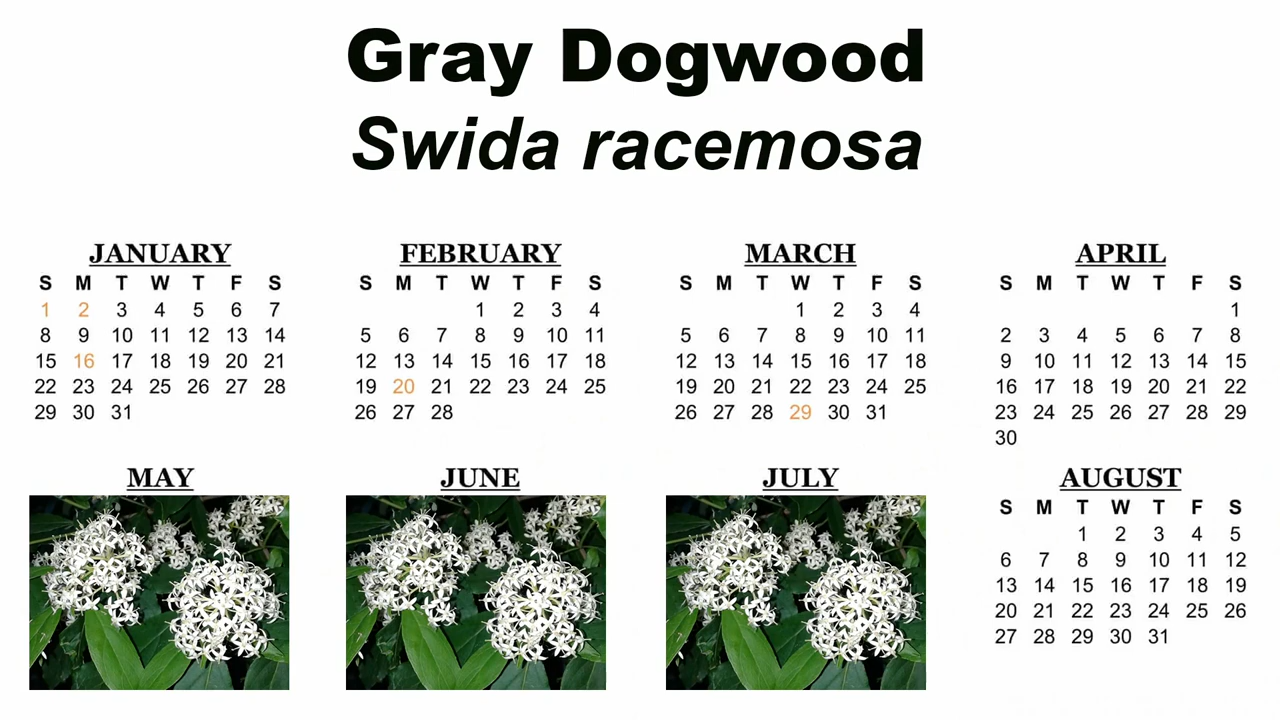 Gray Dogwood
Swida racemosa
JANUARY
S M T W T F S
1 2 3 4 5 6 7
8 9 10 11 12 13 14
15 16 17 18 19 20 21
22 23 24 25 26 27 28
29 30 31
FEBRUARY
S M T W T F S
1 2 3 4
5 6 7 8 9 10 11
12 13 14 15 16 17 18
19 20 21 22 23 24 25
26 27 28
MARCH
S M T W T F S
1 2 3 4
5 6 7 8 9 10 11
12 13 14 15 16 17 18
19 20 21 22 23 24 25
26 27 28 29 30 31
APRIL
S M T W T F S
1
2 3 4 5 6 7 8
9 10 11 12 13 14 15
16 17 18 19 20 21 22
23 24 25 26 27 28 29
30
MAY
JUNE
JULY
AUGUST
S M T W T F S
1 2 3 4 5
6 7 8 9 10 11 12
13 14 15 16 17 18 19
20 21 22 23 24 25 26
27 28 29 30 31